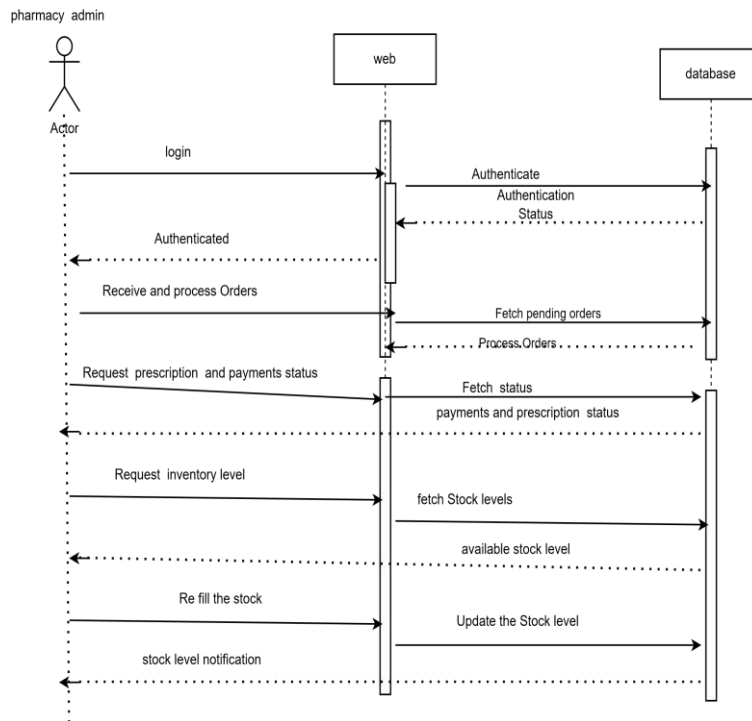 pharmacy admin
web
database
Actor
login
Authenticate
Authentication
Status
Authenticated
Receive and process Orders
Fetch pending orders
Process Orders
Request prescription and payments status
Fetch status
payments and prescription status
Request inventory level
fetch Stock levels
available stock level
Re fill the stock
Update the Stock level
stock level notification